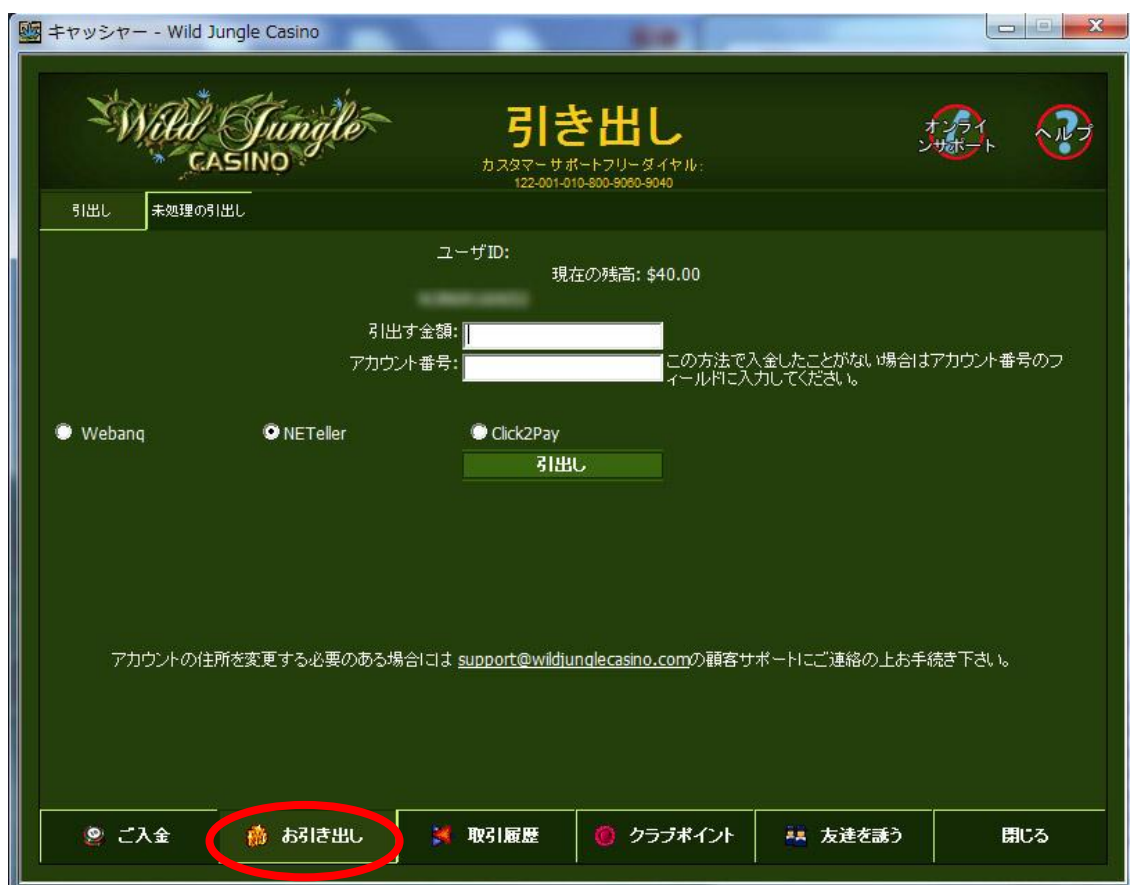 キャッシャー - Wild Jungle Casino
Wild Jungle
CASINO
引き出し
カスタマーサポートフリーダイヤル:
122-001-010-800-9060-9040
オンライ
ンサポート
ヘルプ
引出し
未処理の引出し
ユーザID:
現在の残高: $40.00
引出す金額:
アカウント番号:
この方法で入金したことがない場合はアカウント番号のフ
ィールドに入力してください。
Webanq
NETeller
Click2Pay
引出し
アカウントの住所を変更する必要のある場合には support@wildjunglecasino.comの顧客サポートにご連絡の上お手続き下さい。
ご入金
お引き出し
取引履歴
クラブポイント
友達を誘う
閉じる